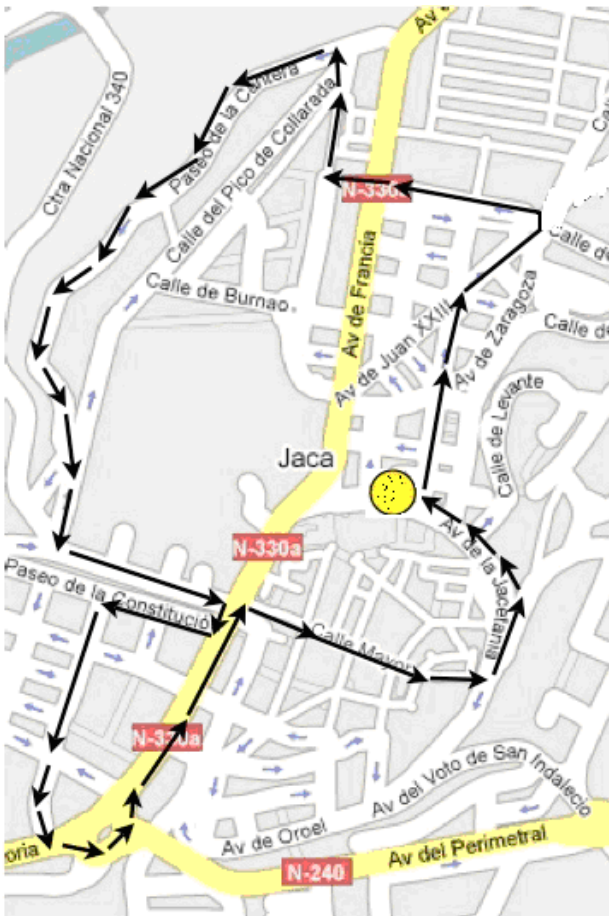 Av d
Paseo de la Cantera
Ctra Nacional 340
Calle del Pico de Collarada
N-330a
Calle de
Calle de Burnao
Av de Francia
Av de Juan XXIII
Av de Zaragoza
Calle de
Calle de Levante
Jaca
N-330a
Av de la Jacetania
Paseo de la Constitució
Calle Mayor
N-330a
Av del Voto de San Indalecio
Av de Oroel
oria
Av del Perimetral
N-240